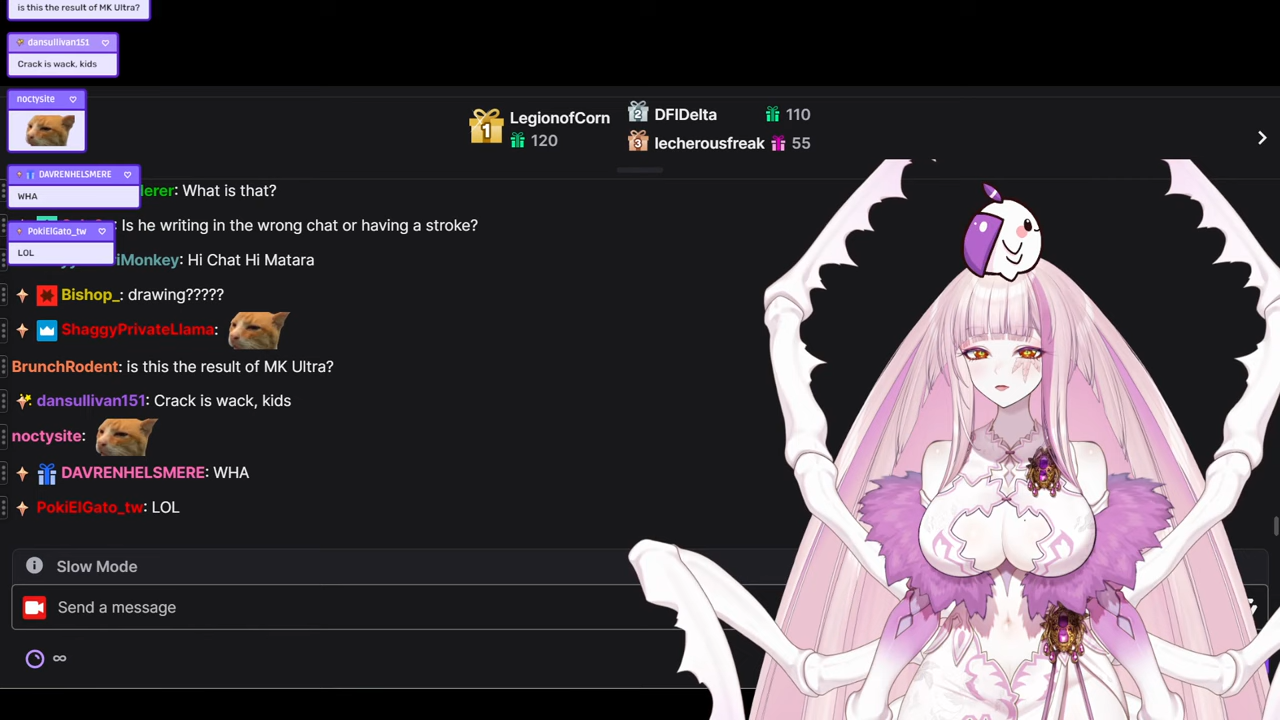 is this the result of MK Ultra?
dansullivan151
Crack is wack, kids
noctysite
DAVRENHELSMERE
WHA
PokiElGato_tw
LOL
1 LegionofCorn
120
2 DFIDelta 110
3 lecherousfreak 55
lerer: What is that?
: Is he writing in the wrong chat or having a stroke?
iMonkey: Hi Chat Hi Matara
Bishop_: drawing?????
ShaggyPrivateLlama:
BrunchRodent: is this the result of MK Ultra?
dansullivan151: Crack is wack, kids
noctysite:
DAVRENHELSMERE: WHA
PokiElGato_tw: LOL
Slow Mode
Send a message
∞